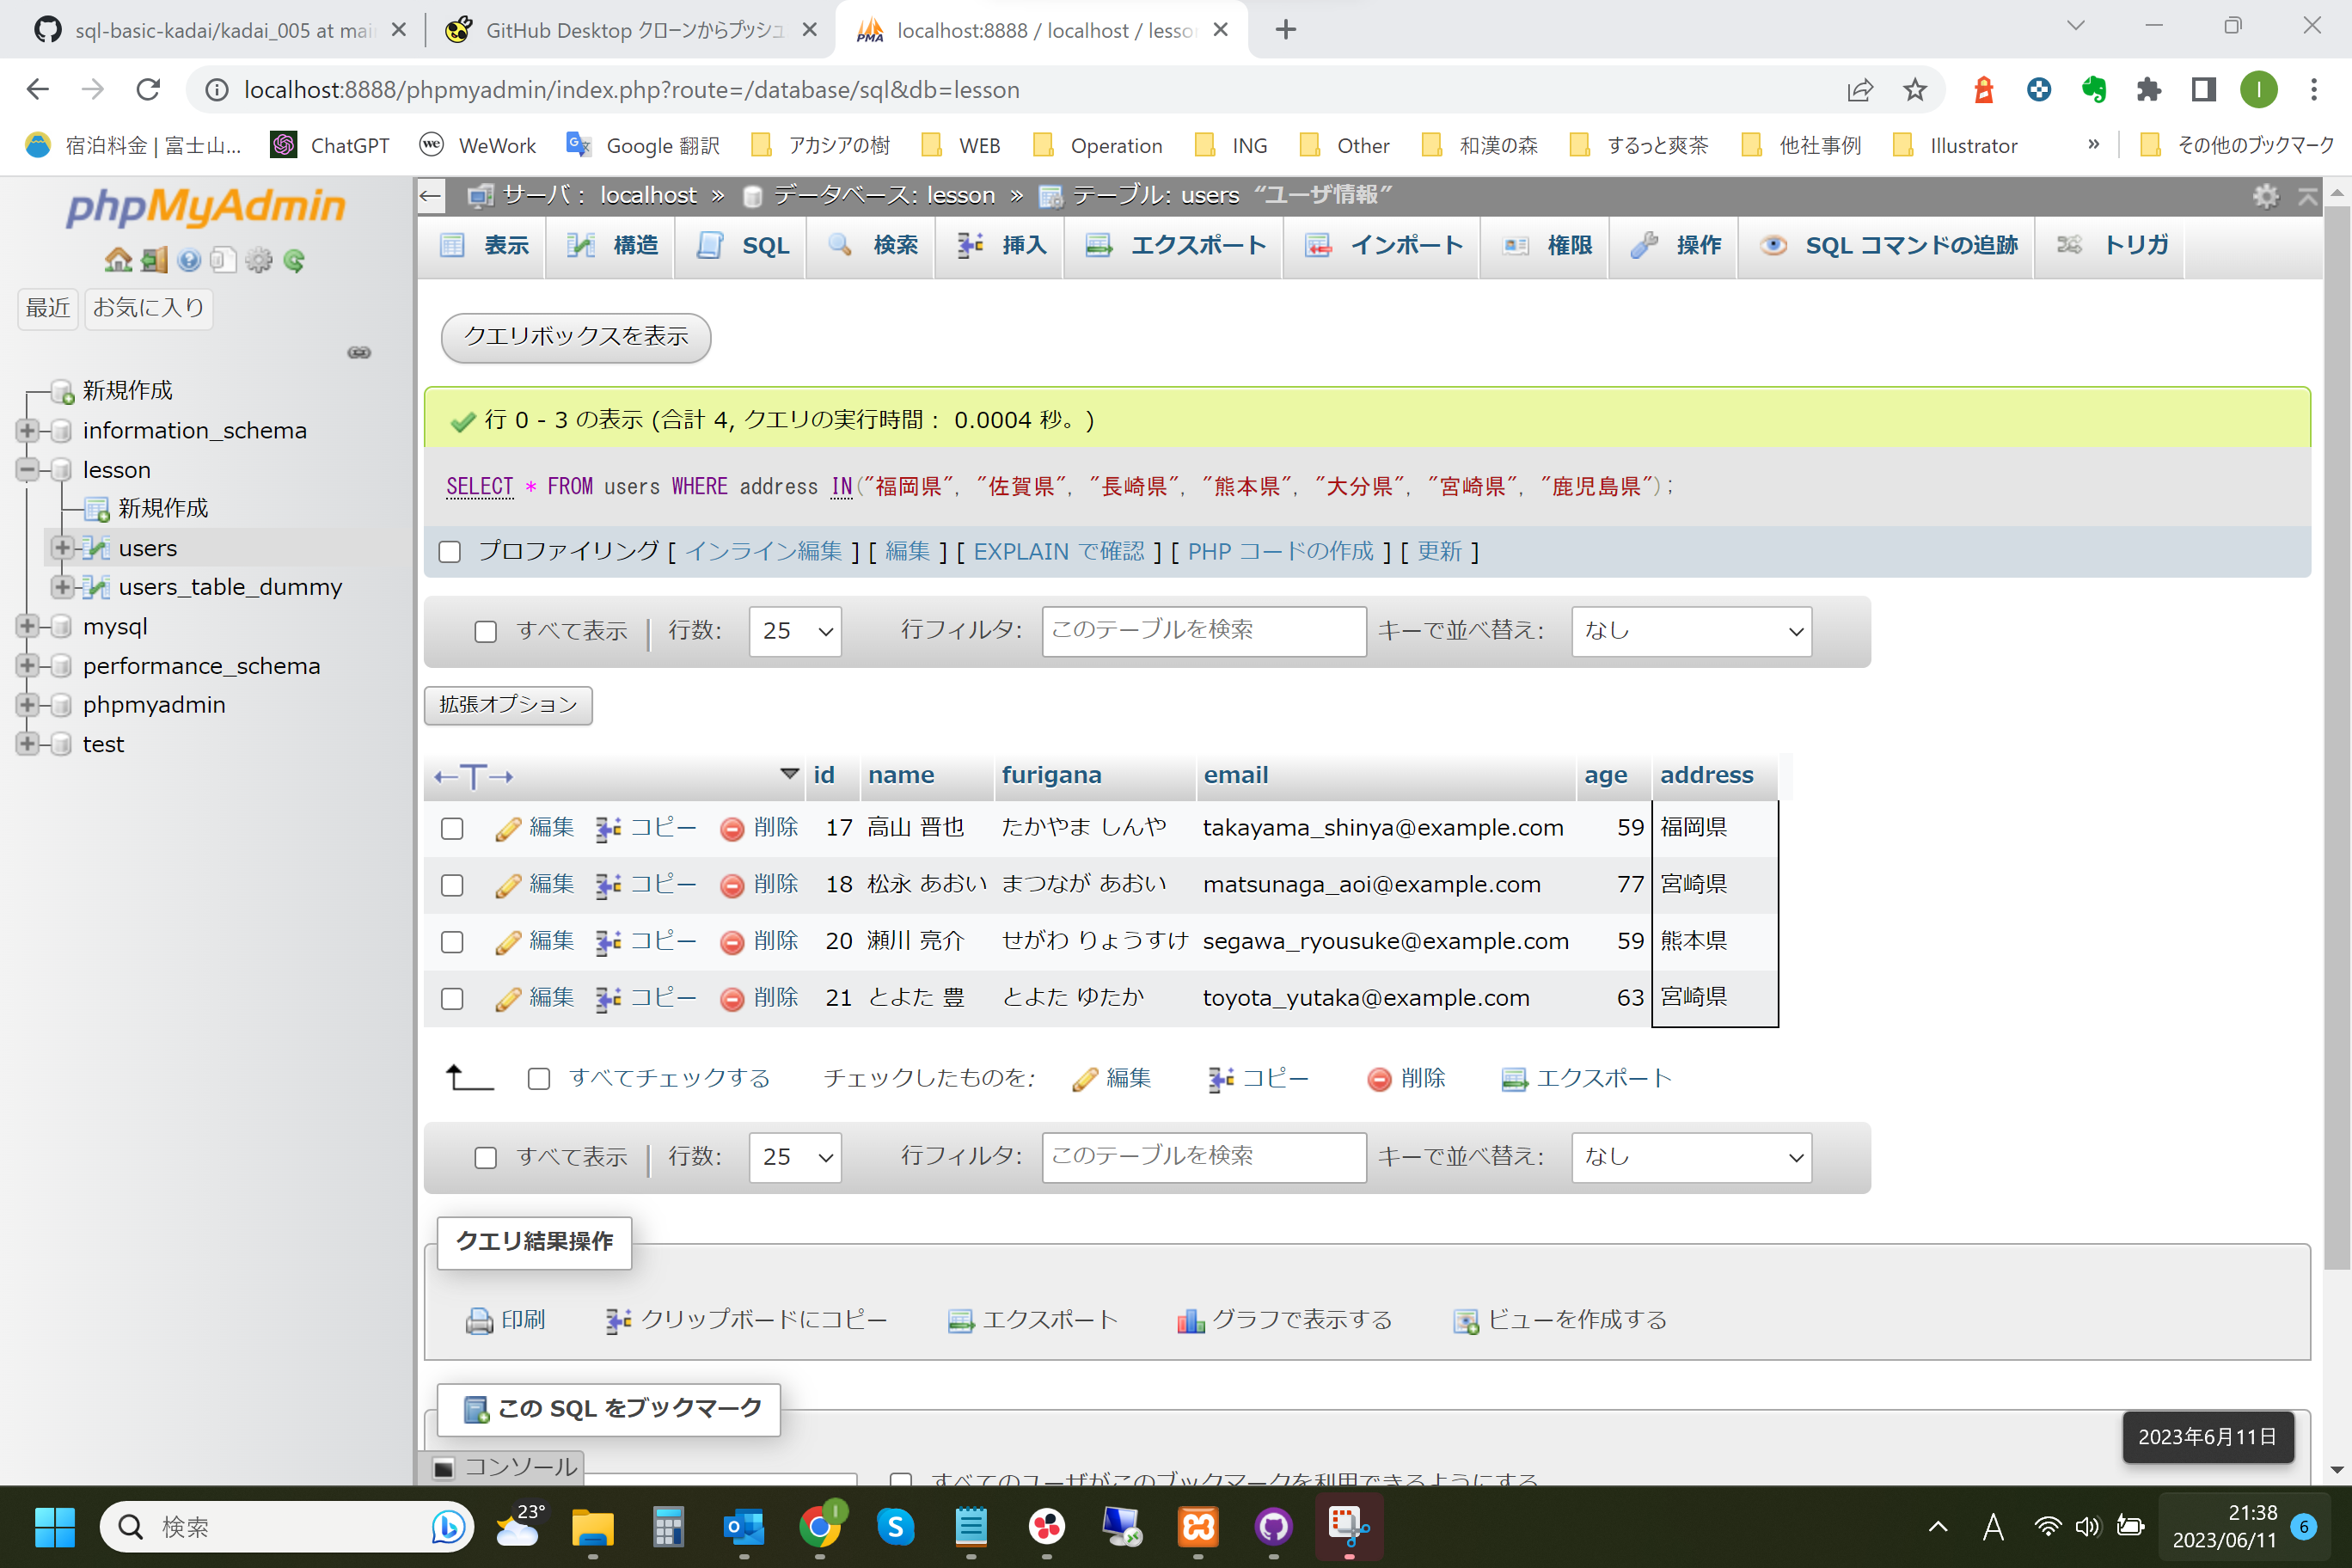 sql-basic-kadai/kadai_005 at mai
GitHub Desktop クローンからプッシュ
localhost:8888 / localhost / lesso
localhost:8888/phpmyadmin/index.php?route=/database/sql&db=lesson
宿泊料金 | 富士山...
ChatGPT
WeWork
Google 翻訳
アカシアの樹
WEB
Operation
ING
Other
和漢の森
するっと爽茶
他社事例
Illustrator
»
その他のブックマーク
phpMyAdmin
最近
お気に入り
新規作成
information_schema
lesson
新規作成
users
users_table_dummy
mysql
performance_schema
phpmyadmin
test
サーバ: localhost » データベース: lesson » テーブル: users “ユーザ情報”
表示 構造 SQL 検索 挿入 エクスポート インポート 権限 操作 SQL コマンドの追跡 トリガ
クエリボックスを表示
行 0 - 3 の表示 (合計 4, クエリの実行時間: 0.0004 秒。)
SELECT * FROM users WHERE address IN("福岡県", "佐賀県", "長崎県", "熊本県", "大分県", "宮崎県", "鹿児島県");
プロファイリング [ インライン編集 ] [ 編集 ] [ EXPLAIN で確認 ] [ PHP コードの作成 ] [ 更新 ]
すべて表示 | 行数: 25 行フィルタ: このテーブルを検索 キーで並べ替え: なし
拡張オプション
←T→ id name furigana email age address
編集 コピー 削除 17 高山 晋也 たかやま しんや takayama_shinya@example.com 59 福岡県
編集 コピー 削除 18 松永 あおい まつなが あおい matsunaga_aoi@example.com 77 宮崎県
編集 コピー 削除 20 瀬川 亮介 せがわ りょうすけ segawa_ryousuke@example.com 59 熊本県
編集 コピー 削除 21 とよた 豊 とよた ゆたか toyota_yutaka@example.com 63 宮崎県
すべてチェックする チェックしたものを: 編集 コピー 削除 エクスポート
すべて表示 | 行数: 25 行フィルタ: このテーブルを検索 キーで並べ替え: なし
クエリ結果操作
印刷 クリップボードにコピー エクスポート グラフで表示する ビューを作成する
この SQL をブックマーク
2023年6月11日
コンソール
すべてのユーザがこのブックマークを利用できるようにする
検索
23°
A
21:38
2023/06/11
6